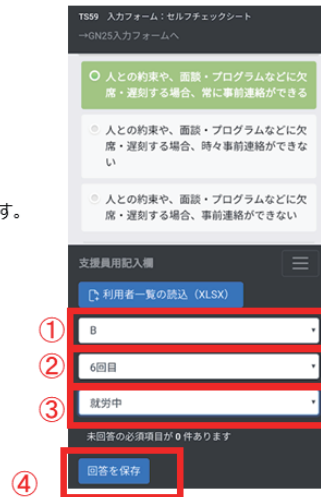 TS59 入力フォーム：セルフチェックシート
→GN25入力フォームへ
人との約束や、面談・プログラムなどに欠
席・遅刻する場合、常に事前連絡ができる
人との約束や、面談・プログラムなどに欠
席・遅刻する場合、時々事前連絡ができな
い
人との約束や、面談・プログラムなどに欠
席・遅刻する場合、事前連絡ができない
す。
支援員用記入欄
利用者一覧の読込（XLSX）
① B
② 6回目
③ 就労中
未回答の必須項目が 0 件あります
④ 回答を保存